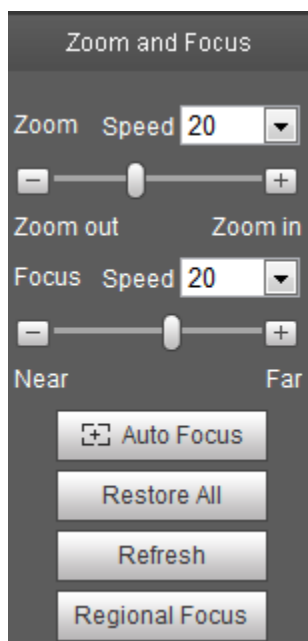 Zoom and Focus
Zoom Speed 20
Zoom out Zoom in
Focus Speed 20
Near Far
Auto Focus
Restore All
Refresh
Regional Focus